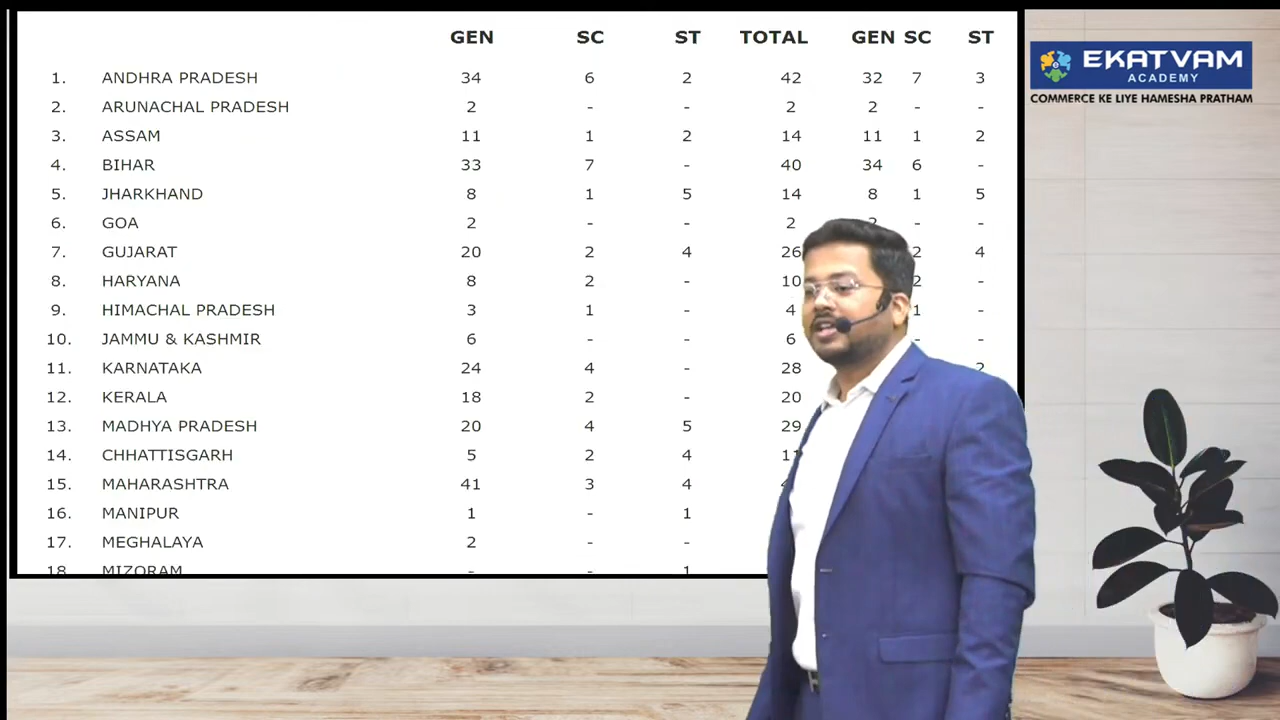 GEN SC ST TOTAL GEN SC ST
1. ANDHRA PRADESH 34 6 2 42 32 7 3
2. ARUNACHAL PRADESH 2 - - 2 2 - -
3. ASSAM 11 1 2 14 11 1 2
4. BIHAR 33 7 - 40 34 6 -
5. JHARKHAND 8 1 5 14 8 1 5
6. GOA 2 - - 2 2 - -
7. GUJARAT 20 2 4 26 2 4
8. HARYANA 8 2 - 10 2 -
9. HIMACHAL PRADESH 3 1 - 4 1 -
10. JAMMU & KASHMIR 6 - - 6 - -
11. KARNATAKA 24 4 - 28 2
12. KERALA 18 2 - 20
13. MADHYA PRADESH 20 4 5 29
14. CHHATTISGARH 5 2 4 11
15. MAHARASHTRA 41 3 4
16. MANIPUR 1 - 1
17. MEGHALAYA 2 - -
18. MIZORAM - - 1
EKATVAM
ACADEMY
COMMERCE KE LIYE HAMESHA PRATHAM